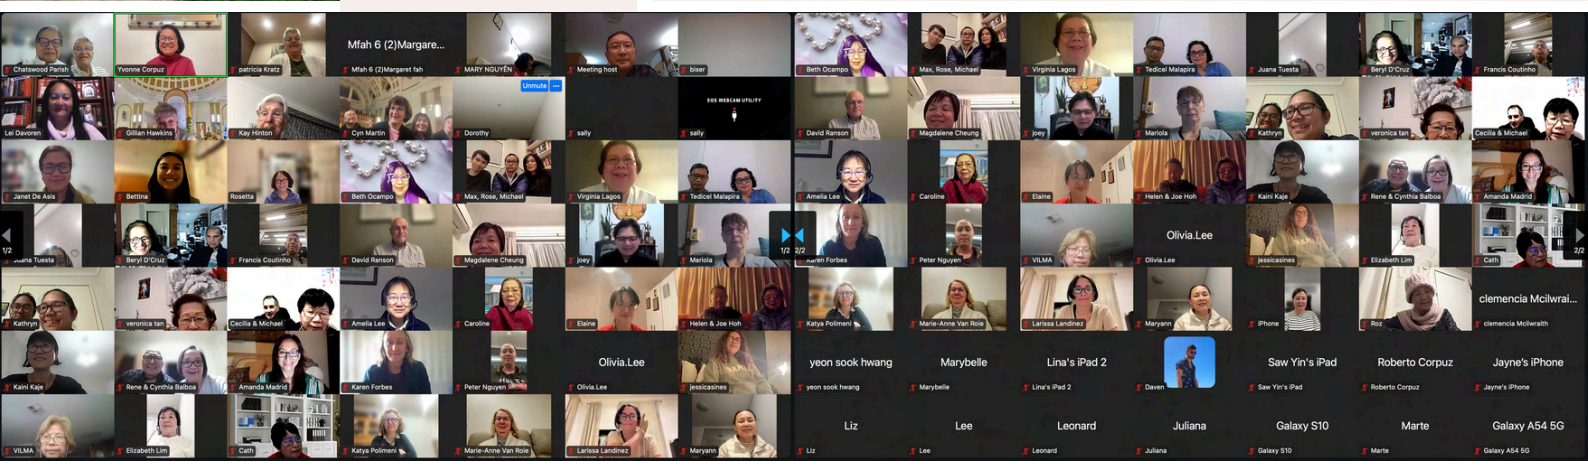 Mfah 6 (2)Margare...
Chatswood Parish
Yvonne Corpuz
patricia Kratz
Mfah 6 (2)Margaret fah
MARY NGUYÊN
Meeting host
biser
Unmute
EOS WEBCAM UTILITY
Lei Davoren
Gillian Hawkins
Kay Hinton
Cyn Martin
Dorothy
sally
sally
Janet De Asis
Bettina
Rosetta
Beth Ocampo
Max, Rose, Michael
Virginia Lagos
Tedicel Malapira
1/2
Juana Tuesta
Beryl D'Cruz
Francis Coutinho
David Ranson
Magdalene Cheung
joey
Mariola
1/2
Kathryn
veronica tan
Cecilia & Michael
Amelia Lee
Caroline
Elaine
Helen & Joe Hoh
Olivia.Lee
Kaini Kaje
Rene & Cynthia Balboa
Amanda Madrid
Karen Forbes
Peter Nguyen
Olivia.Lee
jessicasines
VILMA
Elizabeth Lim
Cath
Katya Polimeni
Marie-Anne Van Roie
Larissa Landinez
Maryann
Beth Ocampo
Max, Rose, Michael
Virginia Lagos
Tedicel Malapira
Juana Tuesta
Beryl D'Cruz
Francis Coutinho
David Ranson
Magdalene Cheung
joey
Mariola
Kathryn
veronica tan
Cecilia & Michael
Amelia Lee
Caroline
Elaine
Helen & Joe Hoh
Kaini Kaje
Rene & Cynthia Balboa
Amanda Madrid
2/2
Olivia.Lee
2/2
Karen Forbes
Peter Nguyen
VILMA
Olivia.Lee
jessicasines
Elizabeth Lim
Cath
clemencia Mcilwrai...
Katya Polimeni
Marie-Anne Van Roie
Larissa Landinez
Maryann
iPhone
Roz
clemencia Mcilwraith
yeon sook hwang
Marybelle
Lina's iPad 2
Saw Yin's iPad
Roberto Corpuz
Jayne's iPhone
yeon sook hwang
Marybelle
Lina's iPad 2
Daven
Saw Yin's iPad
Roberto Corpuz
Jayne's iPhone
Liz
Lee
Leonard
Juliana
Galaxy S10
Marte
Galaxy A54 5G
Liz
Lee
Leonard
Juliana
Galaxy S10
Marte
Galaxy A54 5G